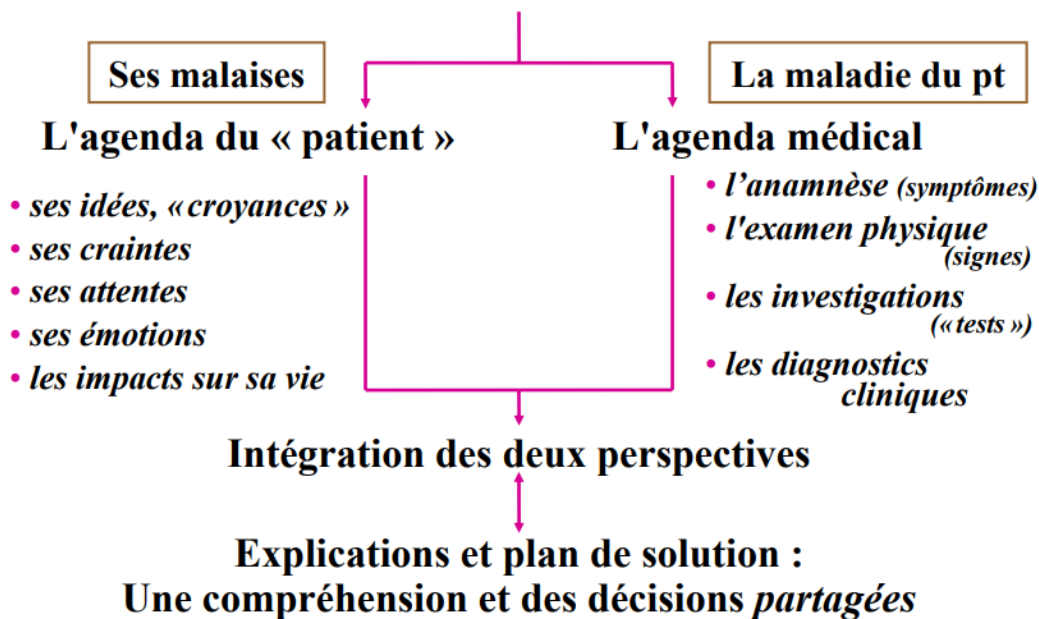 Ses malaises
L'agenda du « patient »
• ses idées, « croyances »
• ses craintes
• ses attentes
• ses émotions
• les impacts sur sa vie
La maladie du pt
L'agenda médical
• l’anamnèse (symptômes)
• l'examen physique
(signes)
• les investigations
(« tests »)
• les diagnostics
cliniques
Intégration des deux perspectives
Explications et plan de solution :
Une compréhension et des décisions partagées